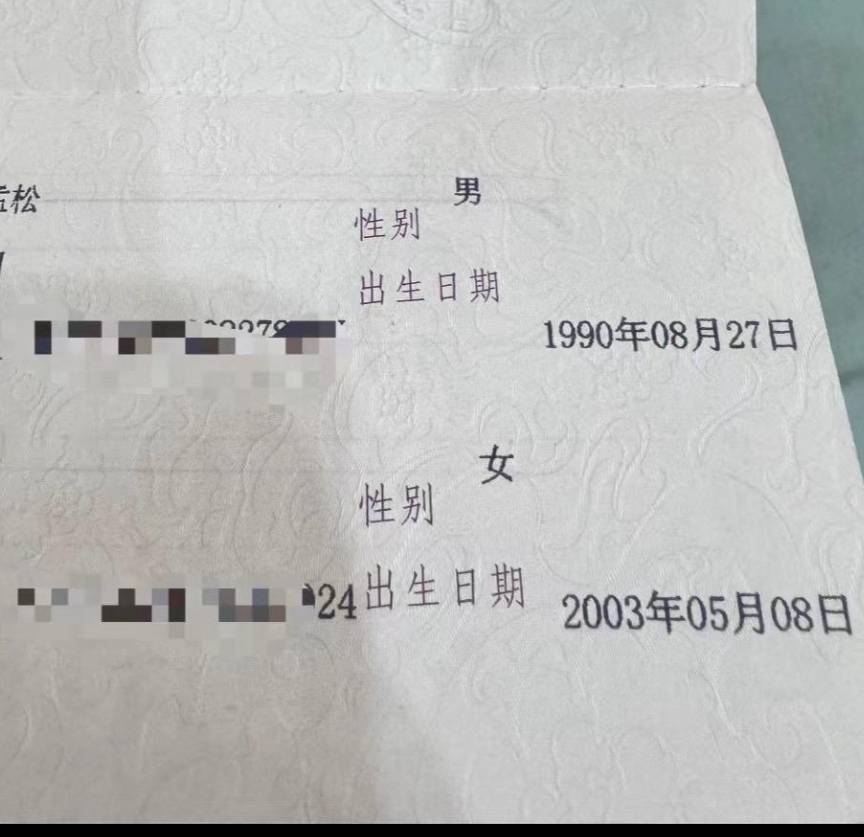 松
男
性别
出生日期
1990年08月27日
女
性别
24
出生日期
2003年05月08日